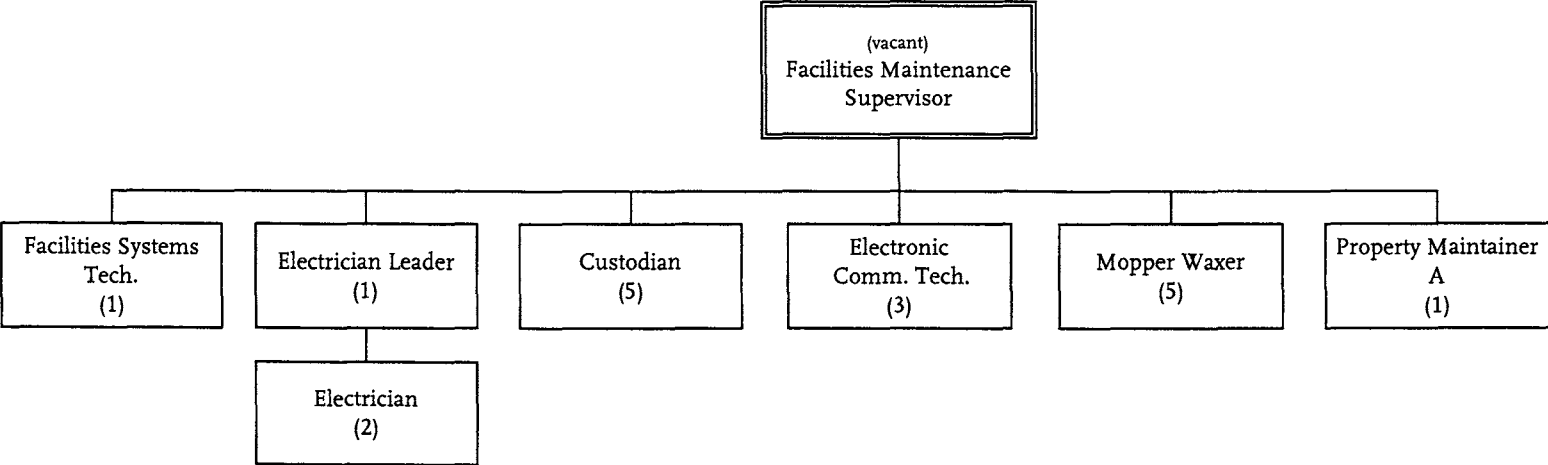 (vacant)
Facilities Maintenance
Supervisor
Facilities Systems
Tech.
(1)
Electrician Leader
(1)
Custodian
(5)
Electronic
Comm. Tech.
(3)
Mopper Waxer
(5)
Property Maintainer
A
(1)
Electrician
(2)